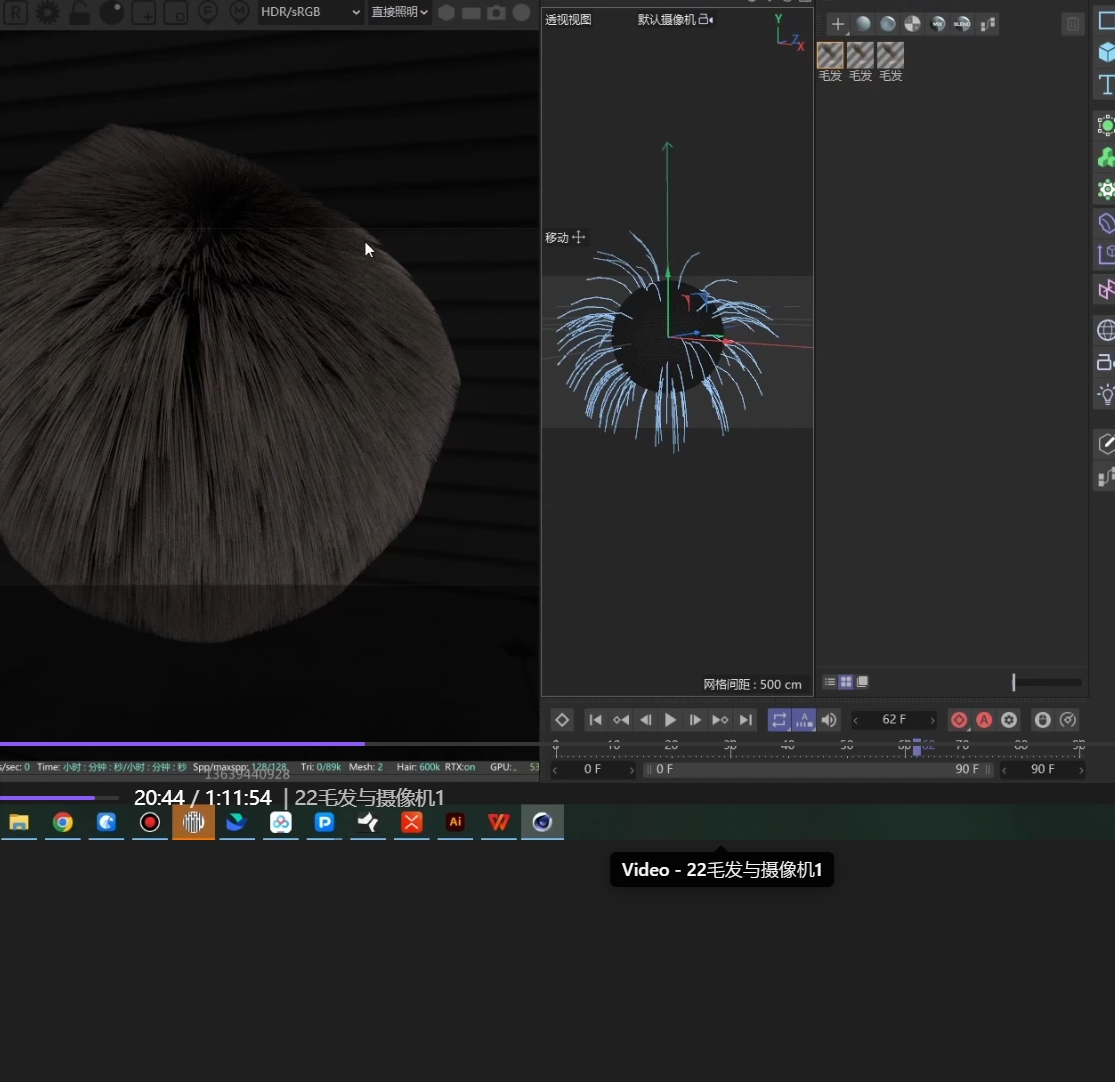 HDR/sRGB
直接照明
透视视图
默认摄像机
Y
Z
X
MIX
BLEND
毛发 毛发 毛发
移动
网格间距 : 500 cm
62 F
0 10 20 30 40 50 60 62 70 80 90
s/sec: 0 Time: 小时 : 分钟 : 秒/小时 : 分钟 : 秒 Spp/maxspp: 128/128 Tri: 0/89k Mesh: 2 Hair: 600k RTX:on GPU:
0 F 0 F 90 F 90 F
13639440928
20:44 / 1:11:54 | 22毛发与摄像机1
Ai
Video - 22毛发与摄像机1